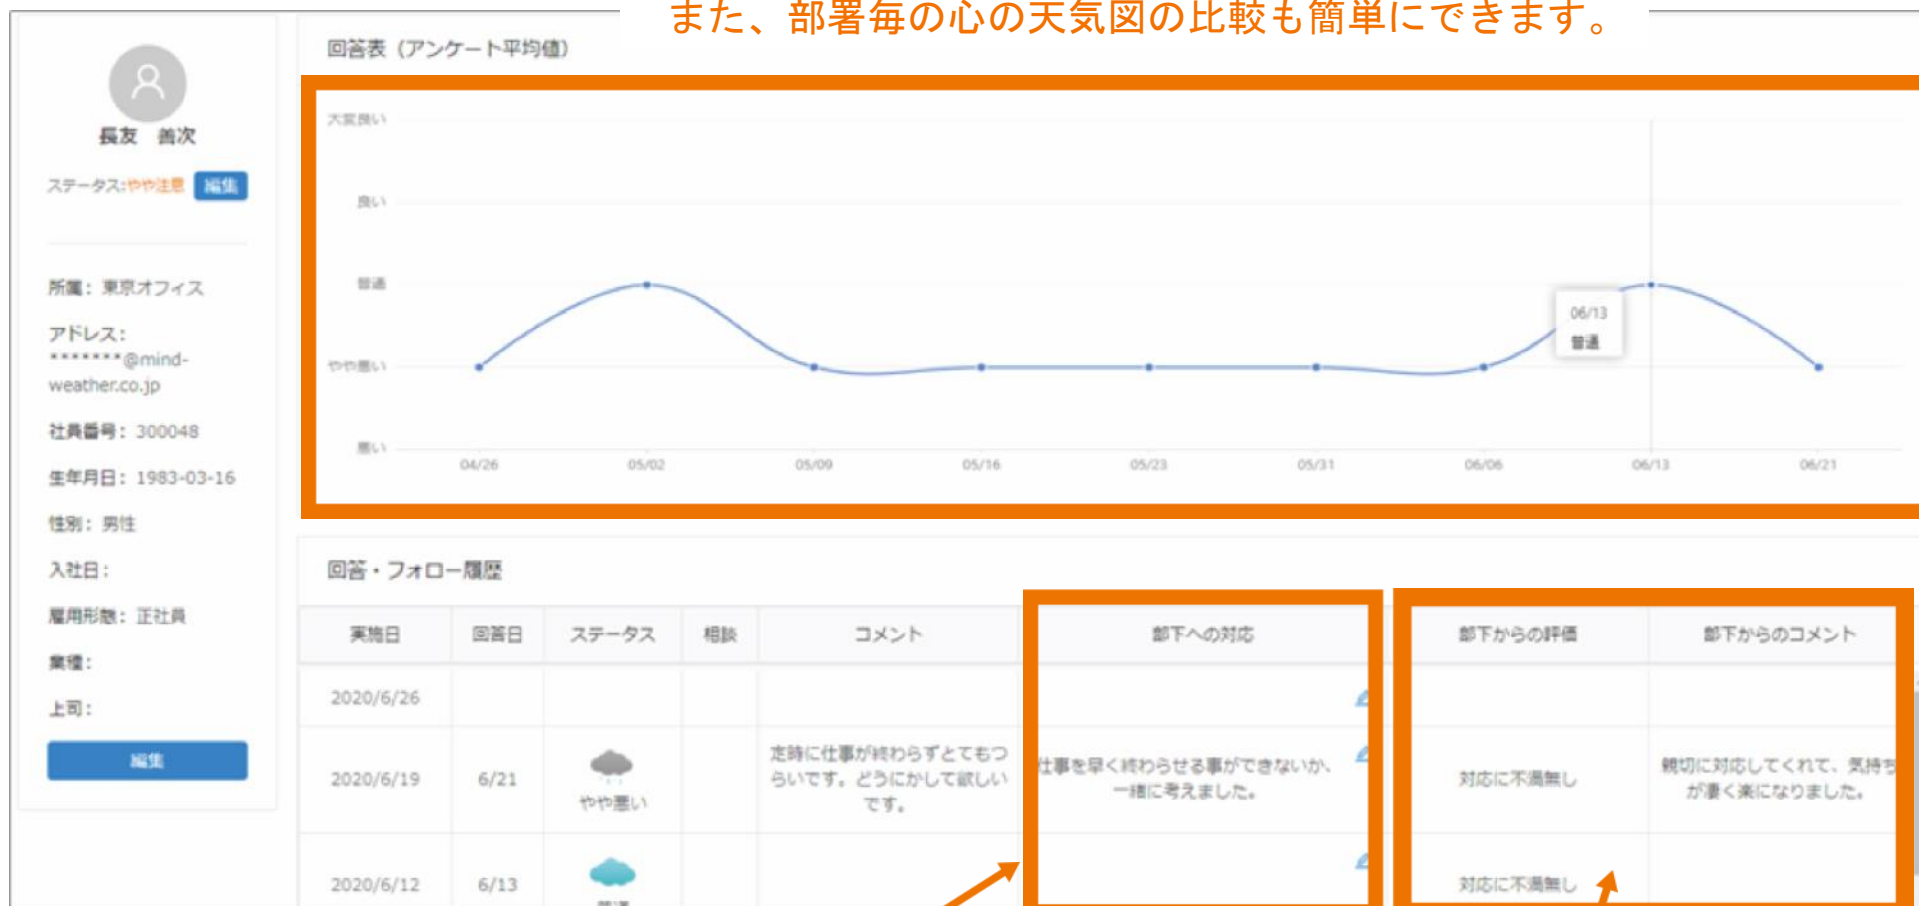 また、部署毎の心の天気図の比較も簡単にできます。
長友　善次
ステータス:やや注意 編集
所属: 東京オフィス
アドレス:
*******@mind-
weather.co.jp
社員番号: 300048
生年月日: 1983-03-16
性別: 男性
入社日:
雇用形態: 正社員
業種:
上司:
編集
回答表（アンケート平均値）
大変良い
良い
普通
やや悪い
悪い
06/13
普通
04/26 05/02 05/09 05/16 05/23 05/31 06/06 06/13 06/21
回答・フォロー履歴
実施日 回答日 ステータス 相談 コメント 部下への対応 部下からの評価 部下からのコメント
2020/6/26
2020/6/19 6/21 やや悪い
定時に仕事が終わらずとてもつ
らいです。どうにかして欲しい
です。
仕事を早く終わらせる事ができないか、
一緒に考えました。
対応に不満無し
親切に対応してくれて、気持ち
が凄く楽になりました。
2020/6/12 6/13 普通 対応に不満無し